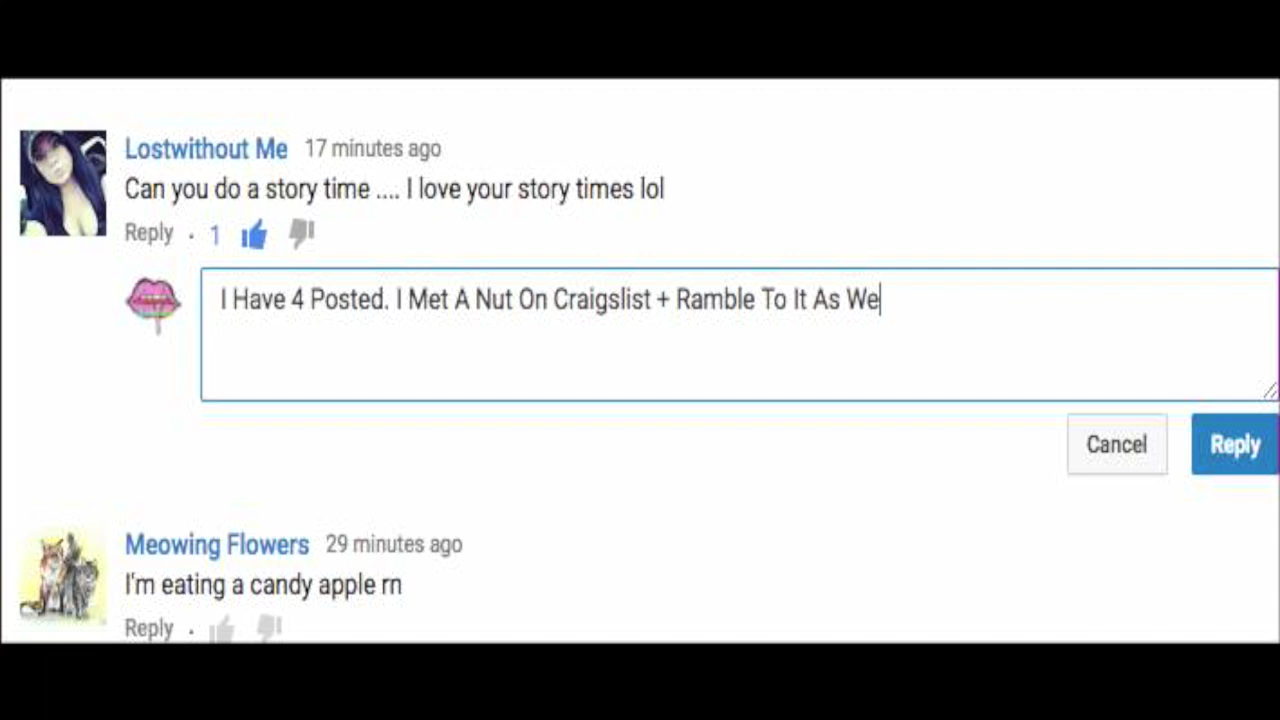 Lostwithout Me 17 minutes ago
Can you do a story time .... I love your story times lol
Reply . 1
I Have 4 Posted. I Met A Nut On Craigslist + Ramble To It As We
Cancel Reply
Meowing Flowers 29 minutes ago
I'm eating a candy apple rn
Reply .